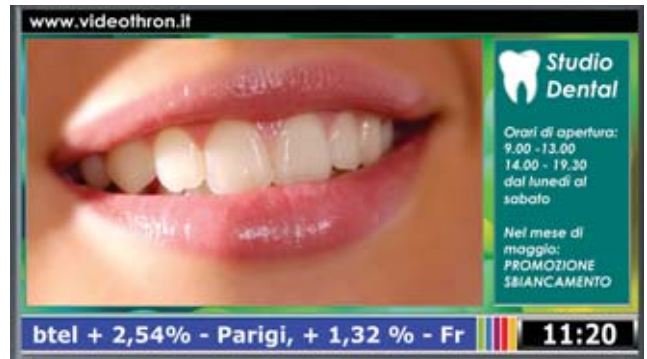 www.videothron.it
Studio
Dental
Orari di apertura:
9.00 -13.00
14.00 - 19.30
dal lunedì al
sabato
Nel mese di
maggio:
PROMOZIONE
SBIANCAMENTO
btel + 2,54% - Parigi, + 1,32 % - Fr
11:20